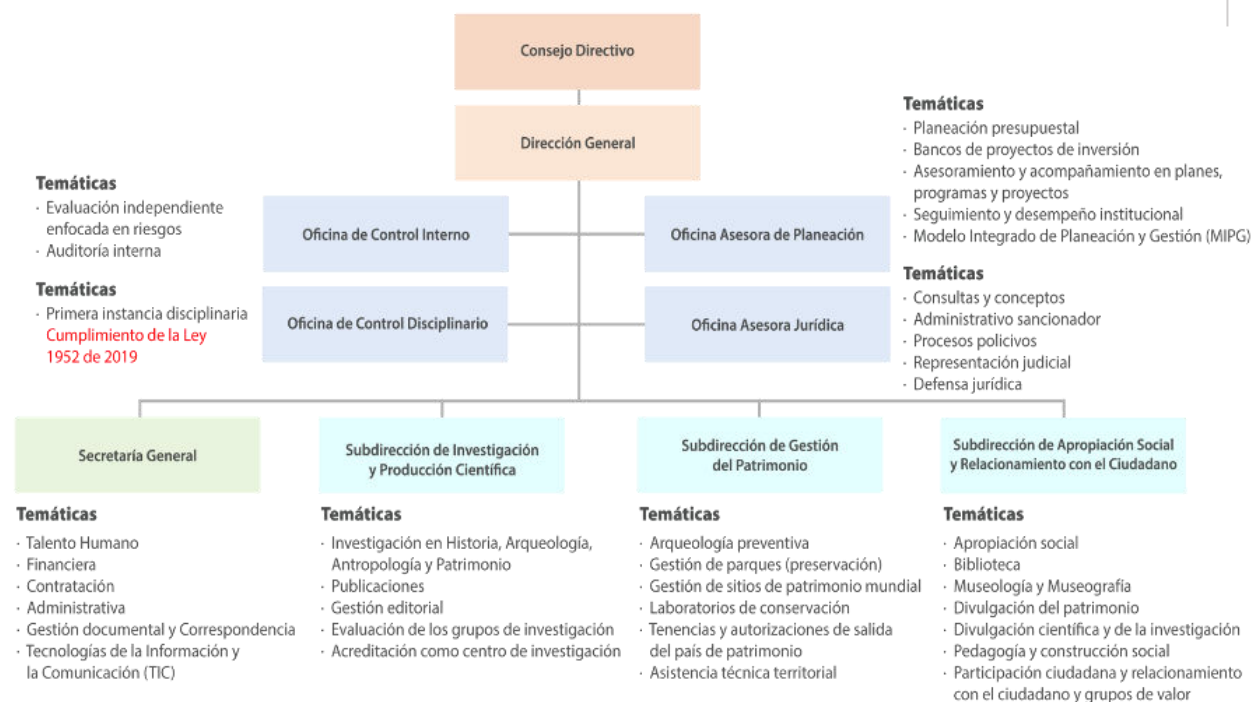 Consejo Directivo
Dirección General
Temáticas
· Planeación presupuestal
· Bancos de proyectos de inversión
· Asesoramiento y acompañamiento en planes,
programas y proyectos
· Seguimiento y desempeño institucional
· Modelo Integrado de Planeación y Gestión (MIPG)
Temáticas
· Evaluación independiente
enfocada en riesgos
· Auditoría interna
Oficina de Control Interno
Oficina Asesora de Planeación
Temáticas
· Primera instancia disciplinaria
Cumplimiento de la Ley
1952 de 2019
Oficina de Control Disciplinario
Oficina Asesora Jurídica
Temáticas
· Consultas y conceptos
· Administrativo sancionador
· Procesos policivos
· Representación judicial
· Defensa jurídica
Secretaría General
Temáticas
· Talento Humano
· Financiera
· Contratación
· Administrativa
· Gestión documental y Correspondencia
· Tecnologías de la Información y
la Comunicación (TIC)
Subdirección de Investigación
y Producción Científica
Temáticas
· Investigación en Historia, Arqueología,
Antropología y Patrimonio
· Publicaciones
· Gestión editorial
· Evaluación de los grupos de investigación
· Acreditación como centro de investigación
Subdirección de Gestión
del Patrimonio
Temáticas
· Arqueología preventiva
· Gestión de parques (preservación)
· Gestión de sitios de patrimonio mundial
· Laboratorios de conservación
· Tenencias y autorizaciones de salida
del país de patrimonio
· Asistencia técnica territorial
Subdirección de Apropiación Social
y Relacionamiento con el Ciudadano
Temáticas
· Apropiación social
· Biblioteca
· Museología y Museografía
· Divulgación del patrimonio
· Divulgación científica y de la investigación
· Pedagogía y construcción social
· Participación ciudadana y relacionamiento
con el ciudadano y grupos de valor